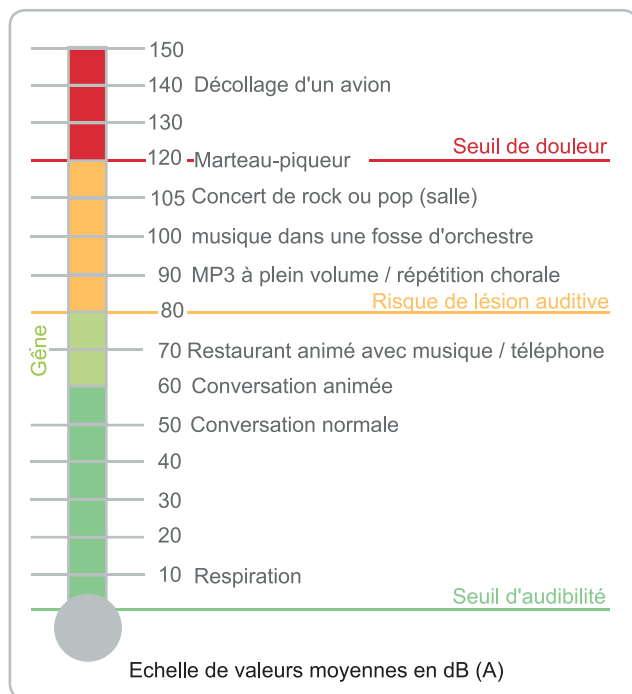 150
140 Décollage d'un avion
130
Seuil de douleur
120 Marteau-piqueur
105 Concert de rock ou pop (salle)
100 musique dans une fosse d'orchestre
90 MP3 à plein volume / répétition chorale
Risque de lésion auditive
80
Gêne
70 Restaurant animé avec musique / téléphone
60 Conversation animée
50 Conversation normale
40
30
20
10 Respiration
Seuil d'audibilité
Echelle de valeurs moyennes en dB (A)